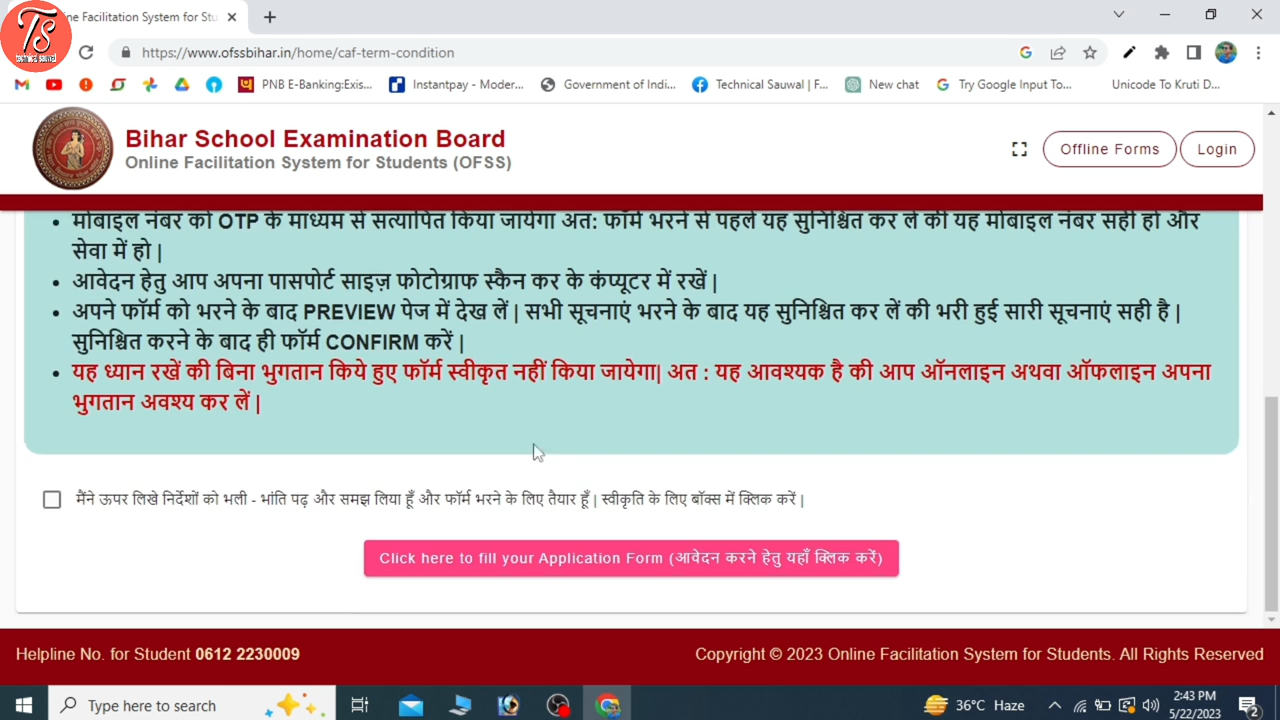 TS
technical sauwal
ne Facilitation System for Stu
https://www.ofssbihar.in/home/caf-term-condition
PNB E-Banking:Exis...
Instantpay - Moder...
Government of Indi...
Technical Sauwal | F...
New chat
Try Google Input To...
Unicode To Kruti D...
Bihar School Examination Board
Online Facilitation System for Students (OFSS)
Offline Forms
Login
• मोबाइल नंबर को OTP के माध्यम से सत्यापित किया जायेगा अत: फॉर्म भरने से पहले यह सुनिश्चित कर लें की यह मोबाइल नंबर सही हो और
सेवा में हो |
• आवेदन हेतु आप अपना पासपोर्ट साइज़ फोटोग्राफ स्कैन कर के कंप्यूटर में रखें |
• अपने फॉर्म को भरने के बाद PREVIEW पेज में देख लें | सभी सूचनाएं भरने के बाद यह सुनिश्चित कर लें की भरी हुई सारी सूचनाएं सही है |
सुनिश्चित करने के बाद ही फॉर्म CONFIRM करें |
• यह ध्यान रखें की बिना भुगतान किये हुए फॉर्म स्वीकृत नहीं किया जायेगा| अत : यह आवश्यक है की आप ऑनलाइन अथवा ऑफलाइन अपना
भुगतान अवश्य कर लें |
मैंने ऊपर लिखे निर्देशों को भली - भांति पढ़ और समझ लिया हूँ और फॉर्म भरने के लिए तैयार हूँ | स्वीकृति के लिए बॉक्स में क्लिक करें |
Click here to fill your Application Form (आवेदन करने हेतु यहाँ क्लिक करें)
Helpline No. for Student 0612 2230009
Copyright © 2023 Online Facilitation System for Students. All Rights Reserved
Type here to search
36°C Haze
2:43 PM
5/22/2023
2